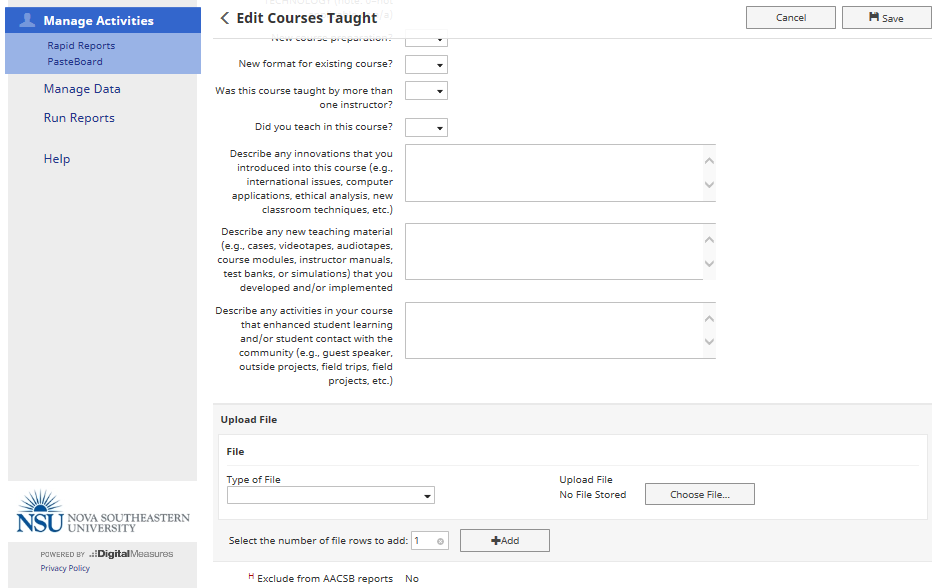 Manage Activities
Rapid Reports
PasteBoard
Manage Data
Run Reports
Help
NSU NOVA SOUTHEASTERN
UNIVERSITY
POWERED BY DigitalMeasures
Privacy Policy
Edit Courses Taught
Cancel
Save
New course preparation?
New format for existing course?
Was this course taught by more than
one instructor?
Did you teach in this course?
Describe any innovations that you
introduced into this course (e.g.,
international issues, computer
applications, ethical analysis, new
classroom techniques, etc.)
Describe any new teaching material
(e.g., cases, videotapes, audiotapes,
course modules, instructor manuals,
test banks, or simulations) that you
developed and/or implemented
Describe any activities in your course
that enhanced student learning
and/or student contact with the
community (e.g., guest speaker,
outside projects, field trips, field
projects, etc.)
Upload File
File
Type of File
Upload File
No File Stored
Choose File...
Select the number of file rows to add: 1
Add
H Exclude from AACSB reports No